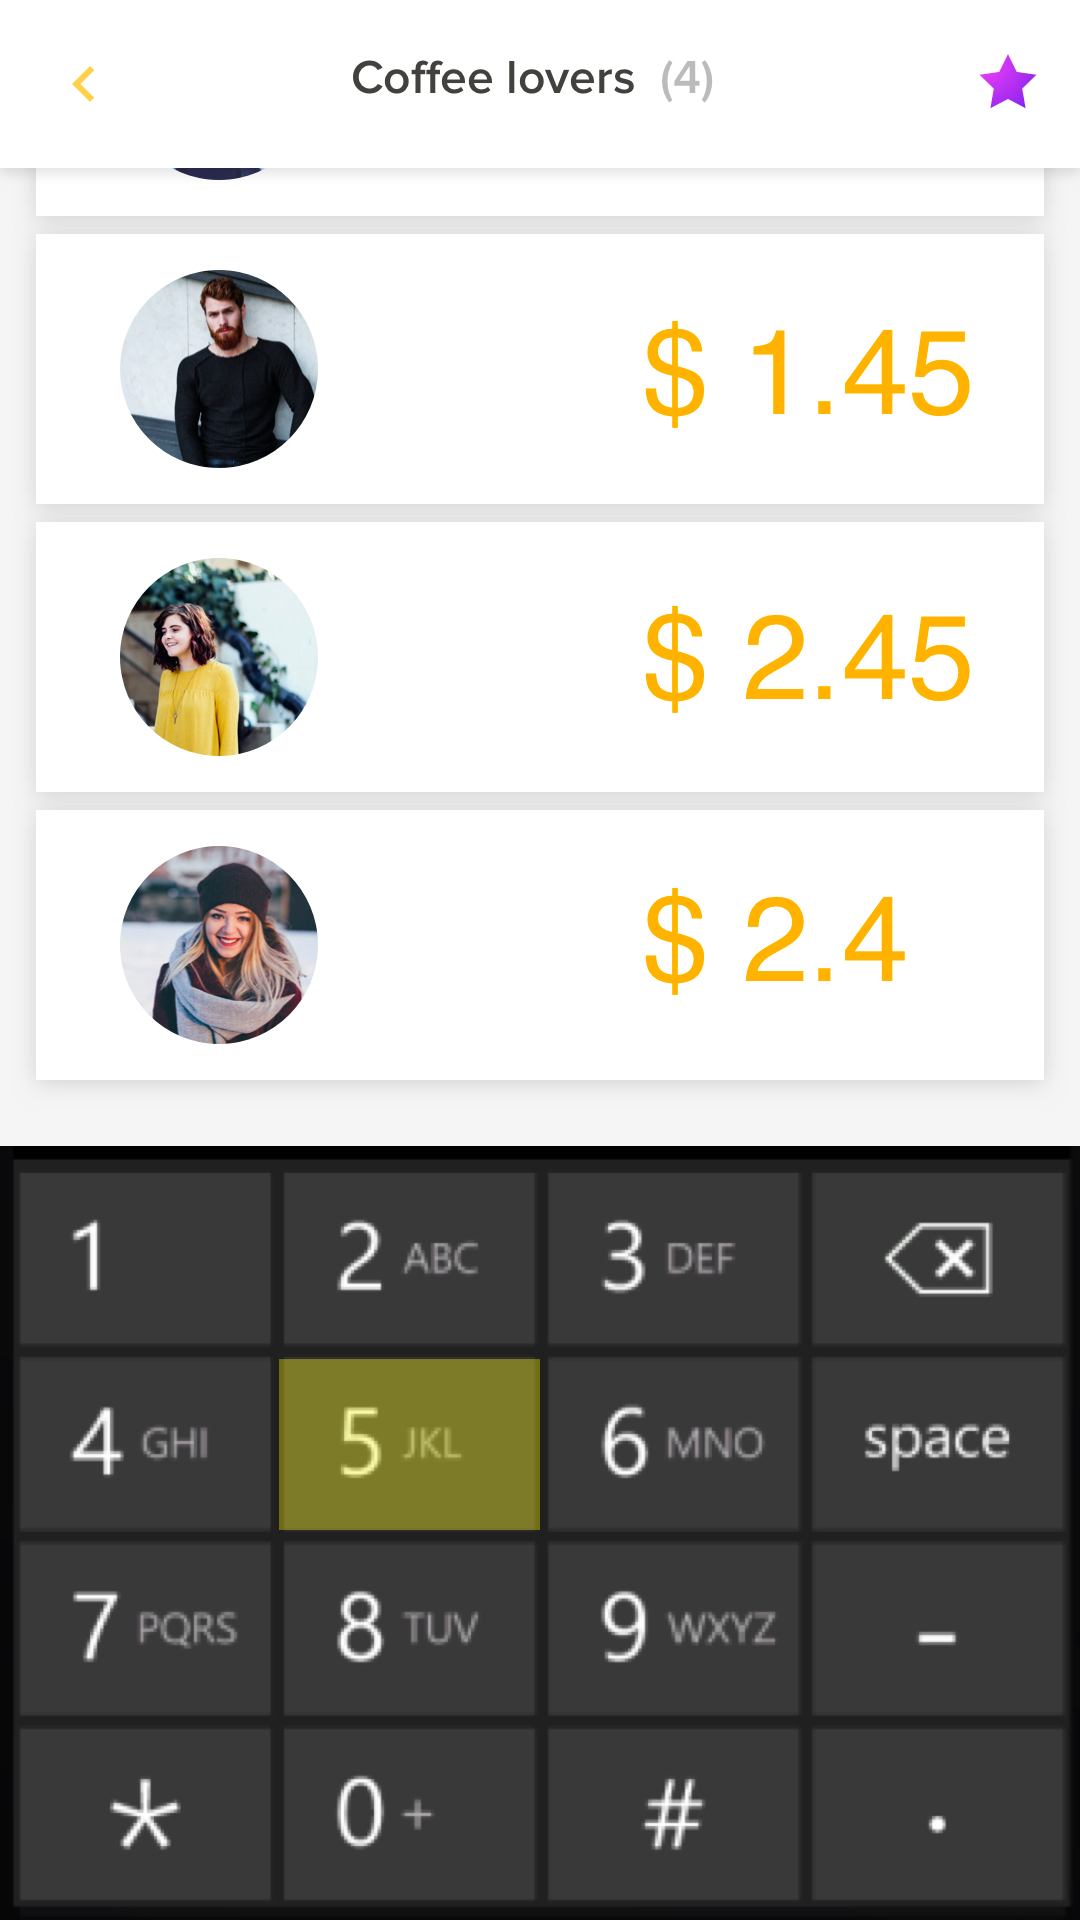 Coffee lovers (4)
$ 1.45
$ 2.45
$ 2.4
1 2 ABC 3 DEF
4 GHI 5 JKL 6 MNO space
7 PQRS 8 TUV 9 WXYZ -
* 0 + # .